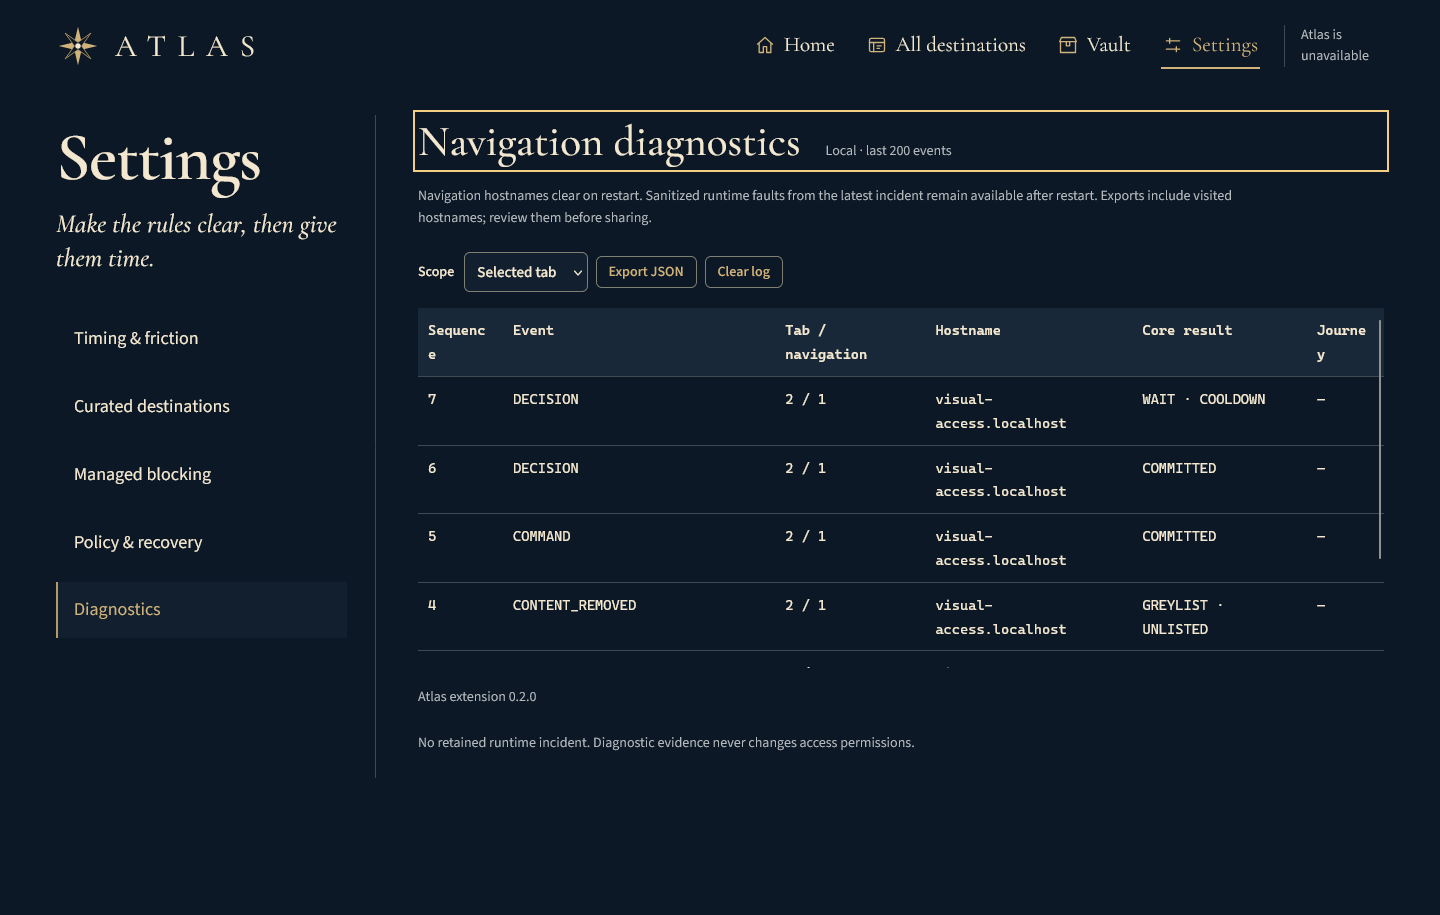 ATLAS
Home
All destinations
Vault
Settings
Atlas is
unavailable
Settings
Make the rules clear, then give
them time.
Timing & friction
Curated destinations
Managed blocking
Policy & recovery
Diagnostics
Navigation diagnostics Local · last 200 events
Navigation hostnames clear on restart. Sanitized runtime faults from the latest incident remain available after restart. Exports include visited
hostnames; review them before sharing.
Scope Selected tab Export JSON Clear log
Sequenc Event Tab / Hostname Core result Journe
e navigation y
7 DECISION 2 / 1 visual- WAIT · COOLDOWN —
access.localhost
6 DECISION 2 / 1 visual- COMMITTED —
access.localhost
5 COMMAND 2 / 1 visual- COMMITTED —
access.localhost
4 CONTENT_REMOVED 2 / 1 visual- GREYLIST · —
access.localhost UNLISTED
Atlas extension 0.2.0
No retained runtime incident. Diagnostic evidence never changes access permissions.